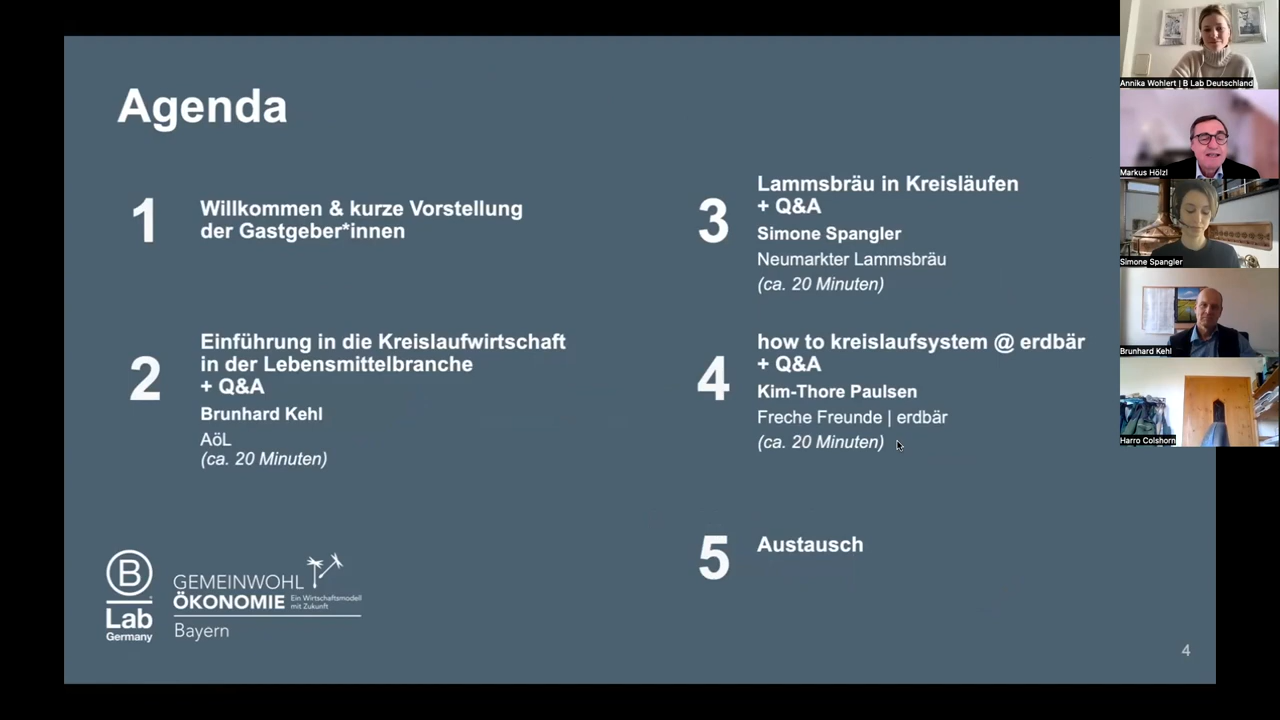 Agenda
1
Willkommen & kurze Vorstellung
der Gastgeber*innen
2
Einführung in die Kreislaufwirtschaft
in der Lebensmittelbranche
+ Q&A
Brunhard Kehl
AöL
(ca. 20 Minuten)
3
Lammsbräu in Kreisläufen
+ Q&A
Simone Spangler
Neumarkter Lammsbräu
(ca. 20 Minuten)
4
how to kreislaufsystem @ erdbär
+ Q&A
Kim-Thore Paulsen
Freche Freunde | erdbär
(ca. 20 Minuten)
5
Austausch
B
Lab
Germany
GEMEINWOHL
ÖKONOMIE
Ein Wirtschaftsmodell
mit Zukunft
Bayern
4
Annika Wohlert | B Lab Deutschland
Markus Hölzl
Simone Spangler
Brunhard Kehl
Harro Colshorn